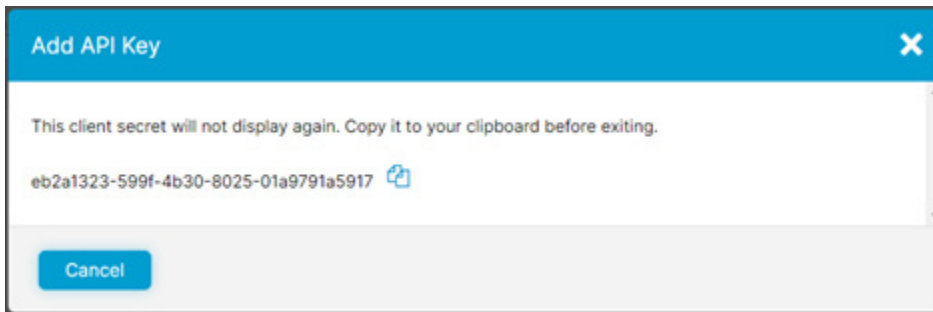 Add API Key
This client secret will not display again. Copy it to your clipboard before exiting.
eb2a1323-599f-4b30-8025-01a9791a5917
Cancel